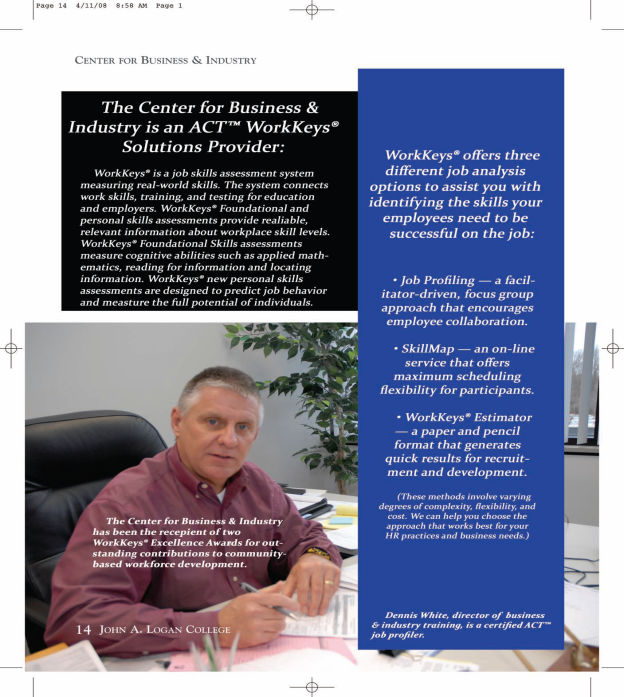 Page 14 4/11/08 8:58 AM Page 1
CENTER FOR BUSINESS & INDUSTRY
The Center for Business &
Industry is an ACT™ WorkKeys®
Solutions Provider:
WorkKeys® is a job skills assessment system
measuring real-world skills. The system connects
work skills, training, and testing for education
and employers. WorkKeys® Foundational and
personal skills assessments provide realiable,
relevant information about workplace skill levels.
WorkKeys® Foundational Skills assessments
measure cognitive abilities such as applied math-
ematics, reading for information and locating
information. WorkKeys® new personal skills
assessments are designed to predict job behavior
and measture the full potential of individuals.
WorkKeys® offers three
different job analysis
options to assist you with
identifying the skills your
employees need to be
successful on the job:
• Job Profiling — a facil-
itator-driven, focus group
approach that encourages
employee collaboration.
• SkillMap — an on-line
service that offers
maximum scheduling
flexibility for participants.
• WorkKeys® Estimator
— a paper and pencil
format that generates
quick results for recruit-
ment and development.
(These methods involve varying
degrees of complexity, flexibility, and
cost. We can help you choose the
approach that works best for your
HR practices and business needs.)
The Center for Business & Industry
has been the recepient of two
WorkKeys® Excellence Awards for out-
standing contributions to community-
based workforce development.
Dennis White, director of business
& industry training, is a certified ACT™
job profiler.
14 JOHN A. LOGAN COLLEGE